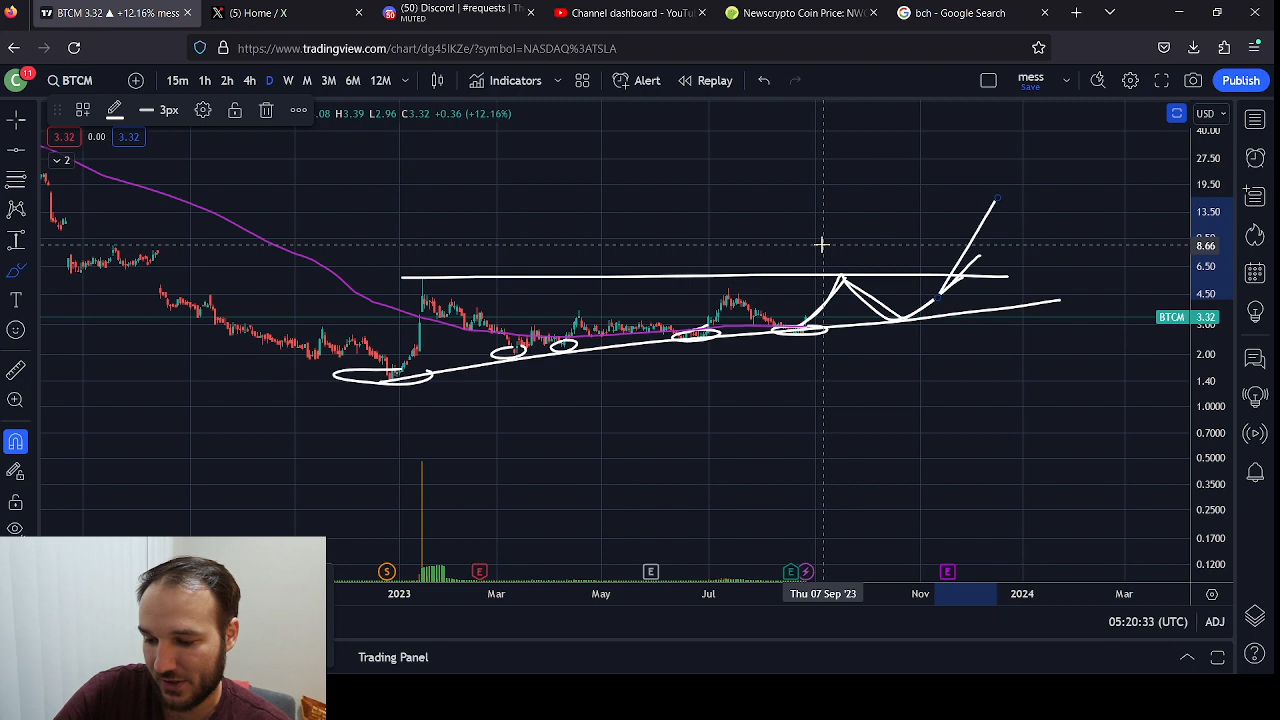 BTCM 3.32 ▲ +12.16% mess
(5) Home / X
(50) Discord | #requests | Th
MUTED
Channel dashboard - YouTu
Newscrypto Coin Price: NWC
bch - Google Search
https://www.tradingview.com/chart/dg45lKZe/?symbol=NASDAQ%3ATSLA
C 11
BTCM
15m 1h 2h 4h D W M 3M 6M 12M
Indicators
Alert
Replay
mess
Save
Publish
3px
.08 H3.39 L2.96 C3.32 +0.36 (+12.16%)
USD
3.32 0.00 3.32
2
40.00
27.50
19.50
13.50
8.66
6.50
4.50
BTCM 3.32
3.00
2.00
1.40
1.0000
0.7000
0.5000
0.3500
0.2500
0.1700
0.1200
S E E E E
2023 Mar May Jul Thu 07 Sep '23 Nov 2024 Mar
05:20:33 (UTC) ADJ
Trading Panel